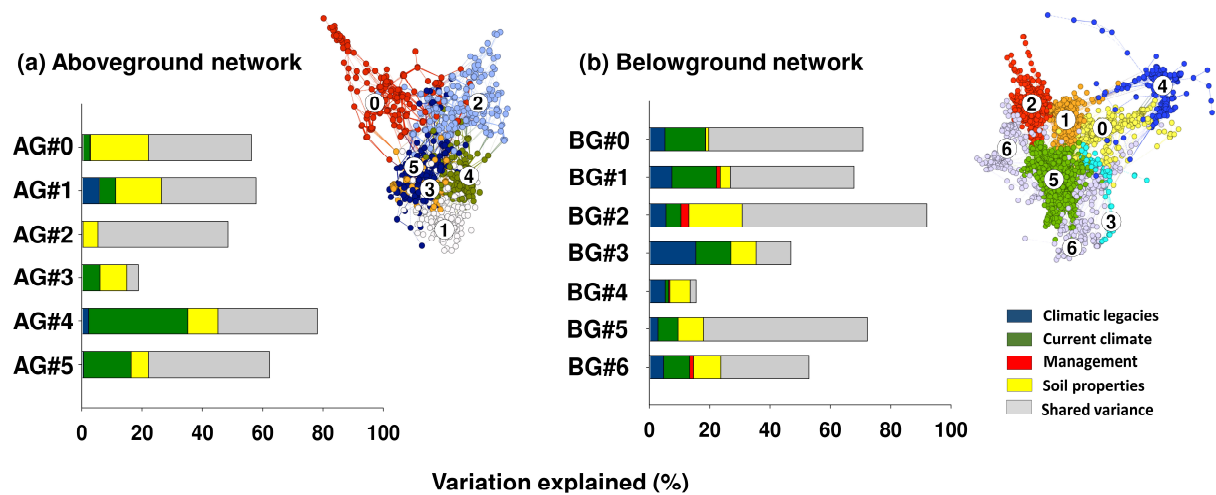 (a) Aboveground network
0
2
5
3
4
1
AG#0
AG#1
AG#2
AG#3
AG#4
AG#5
0 20 40 60 80 100
(b) Belowground network
2
1
0
4
6
5
3
6
BG#0
BG#1
BG#2
BG#3
BG#4
BG#5
BG#6
0 20 40 60 80 100
Climatic legacies
Current climate
Management
Soil properties
Shared variance
Variation explained (%)